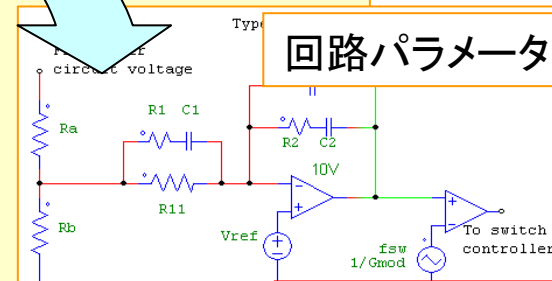 Type
回路パラメータ
circuit voltage
R1 C1
Ra
R2 C2
10V
R11
Rb
Vref
To switch
controller
fsw
1/Gmod